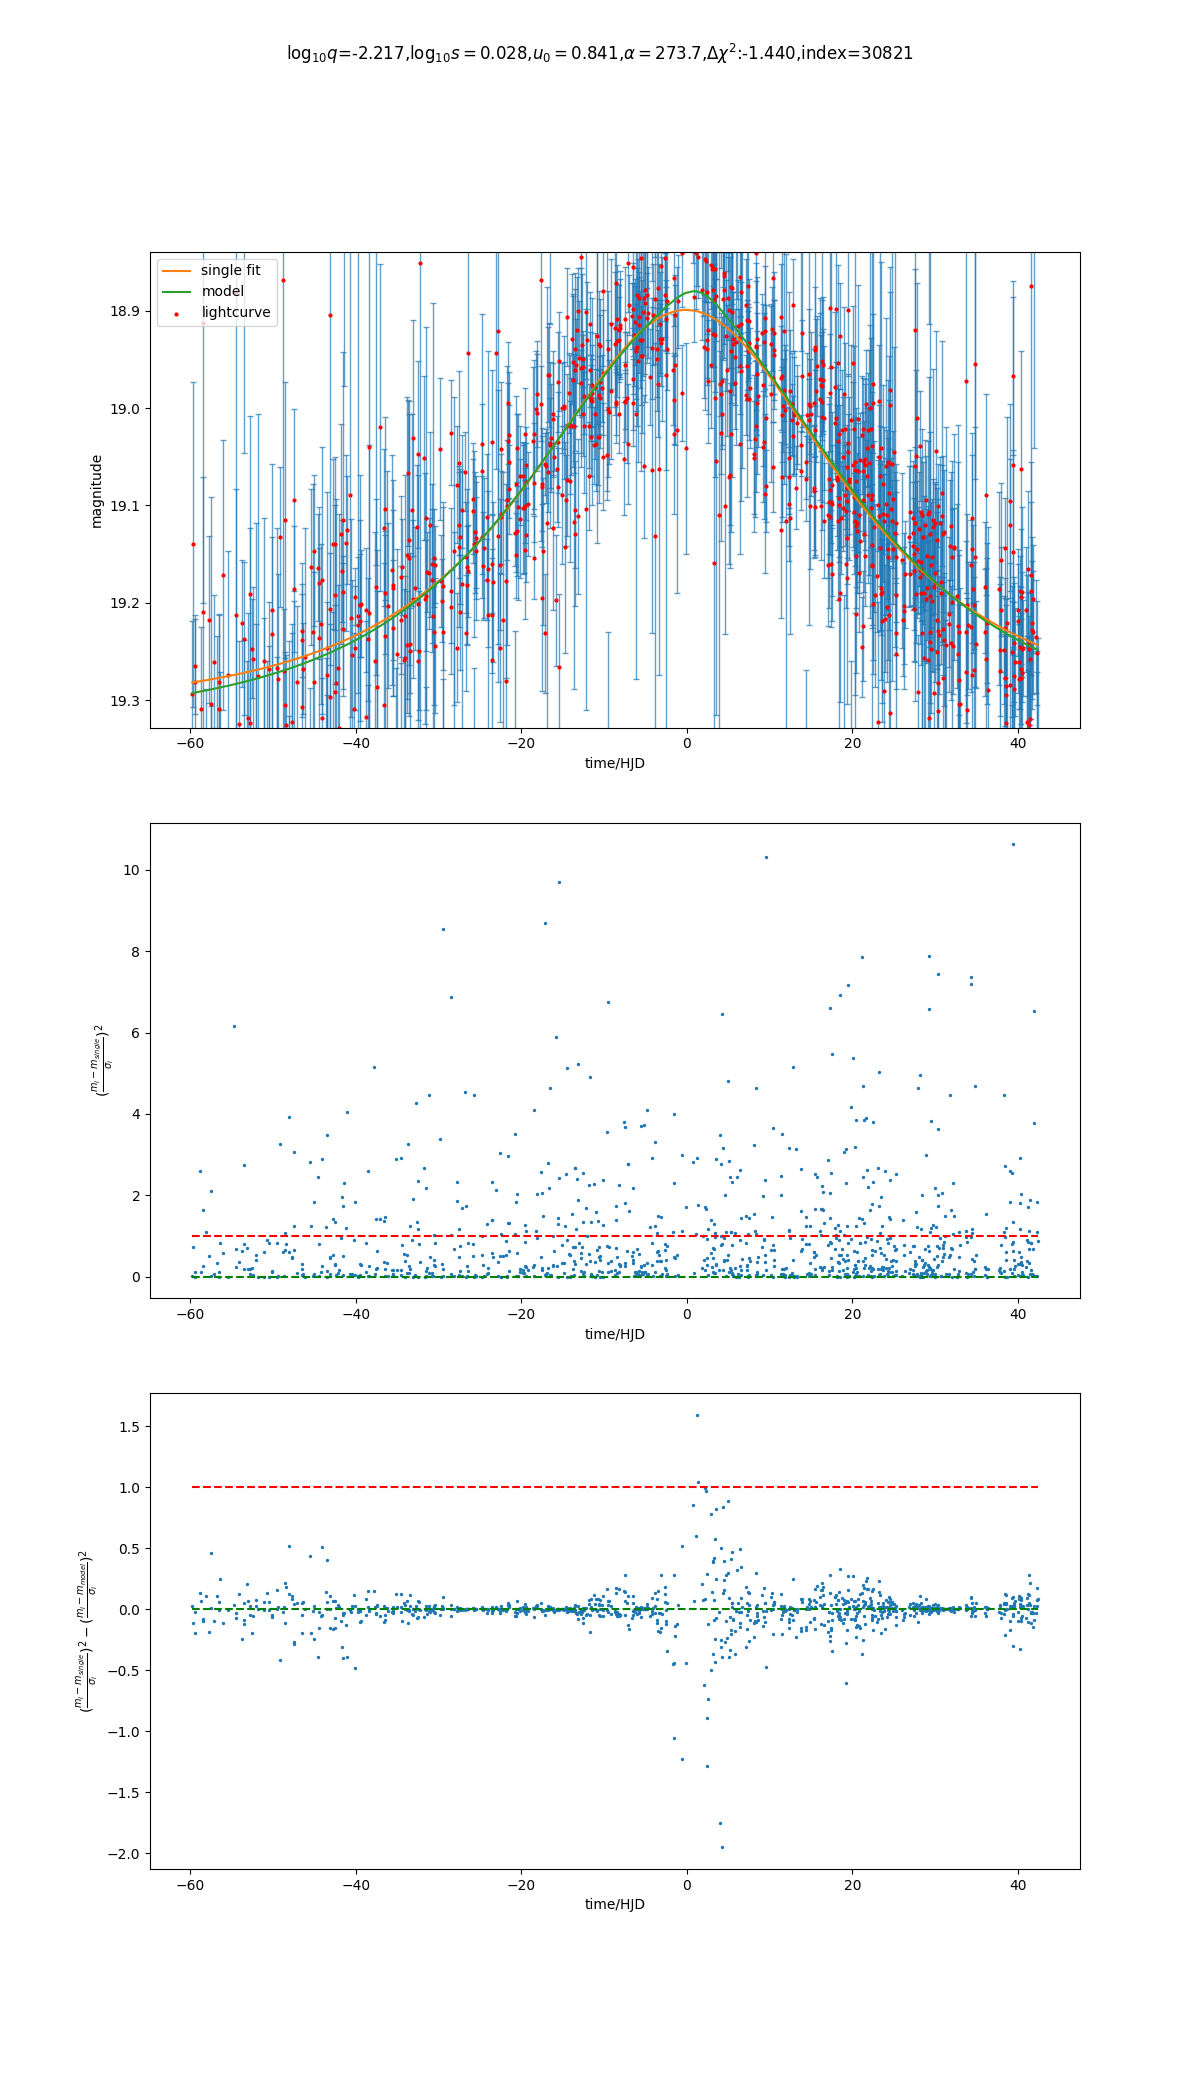 log₁₀q=-2.217,log₁₀s = 0.028,u₀ = 0.841,α = 273.7,Δχ²:-1.440,index=30821
single fit
model
lightcurve
18.9
19.0
19.1
19.2
19.3
magnitude
−60 −40 −20 0 20 40
time/HJD
10
8
6
4
2
0
(mᵢ − m_single / σᵢ)²
−60 −40 −20 0 20 40
time/HJD
1.5
1.0
0.5
0.0
−0.5
−1.0
−1.5
−2.0
(mᵢ − m_single / σᵢ)² − (mᵢ − m_model / σᵢ)²
−60 −40 −20 0 20 40
time/HJD